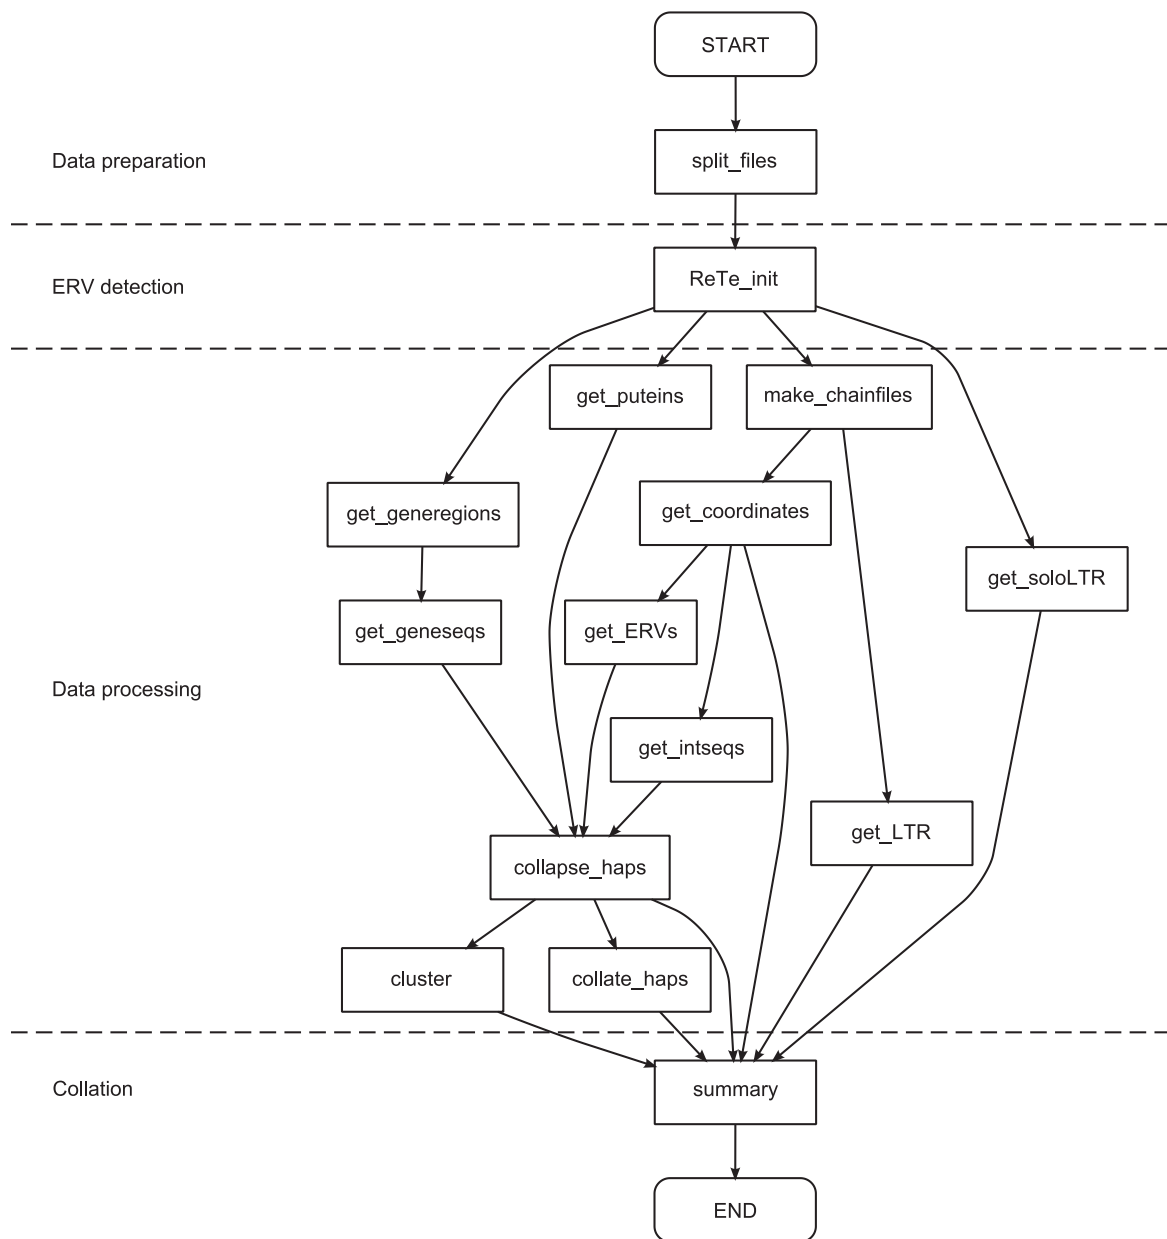 START
Data preparation
split_files
ERV detection
ReTe_init
get_puteins
make_chainfiles
get_generegions
get_coordinates
get_soloLTR
get_geneseqs
get_ERVs
Data processing
get_intseqs
get_LTR
collapse_haps
cluster
collate_haps
Collation
summary
END